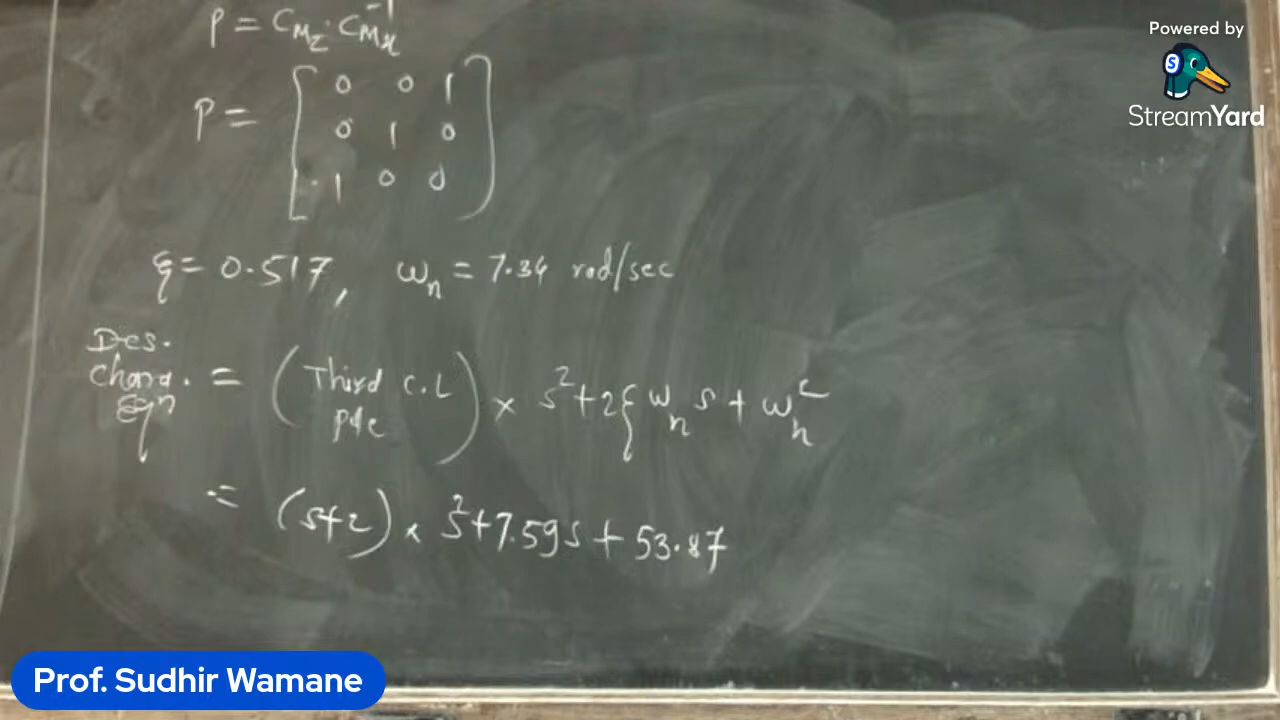 Powered by
StreamYard
P = C_Mz · C_Mx^-1
P = [ 0 0 1
0 1 0
1 0 0 ]
ξ = 0.517, ωn = 7.34 rad/sec
Des.
Chara. Eqn = (Third C.L pole) × s² + 2ξ ωn s + ωn²
= (s+2) × s² + 7.59s + 53.87
Prof. Sudhir Wamane